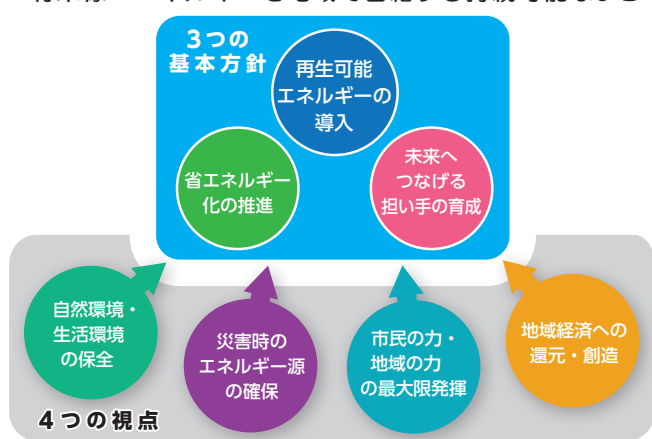 ３つの
基本方針
再生可能
エネルギーの
導入
省エネルギー
化の推進
未来へ
つなげる
担い手の育成
自然環境・
生活環境
の保全
災害時の
エネルギー源
の確保
市民の力・
地域の力
の最大限発揮
地域経済への
還元・創造
４つの視点